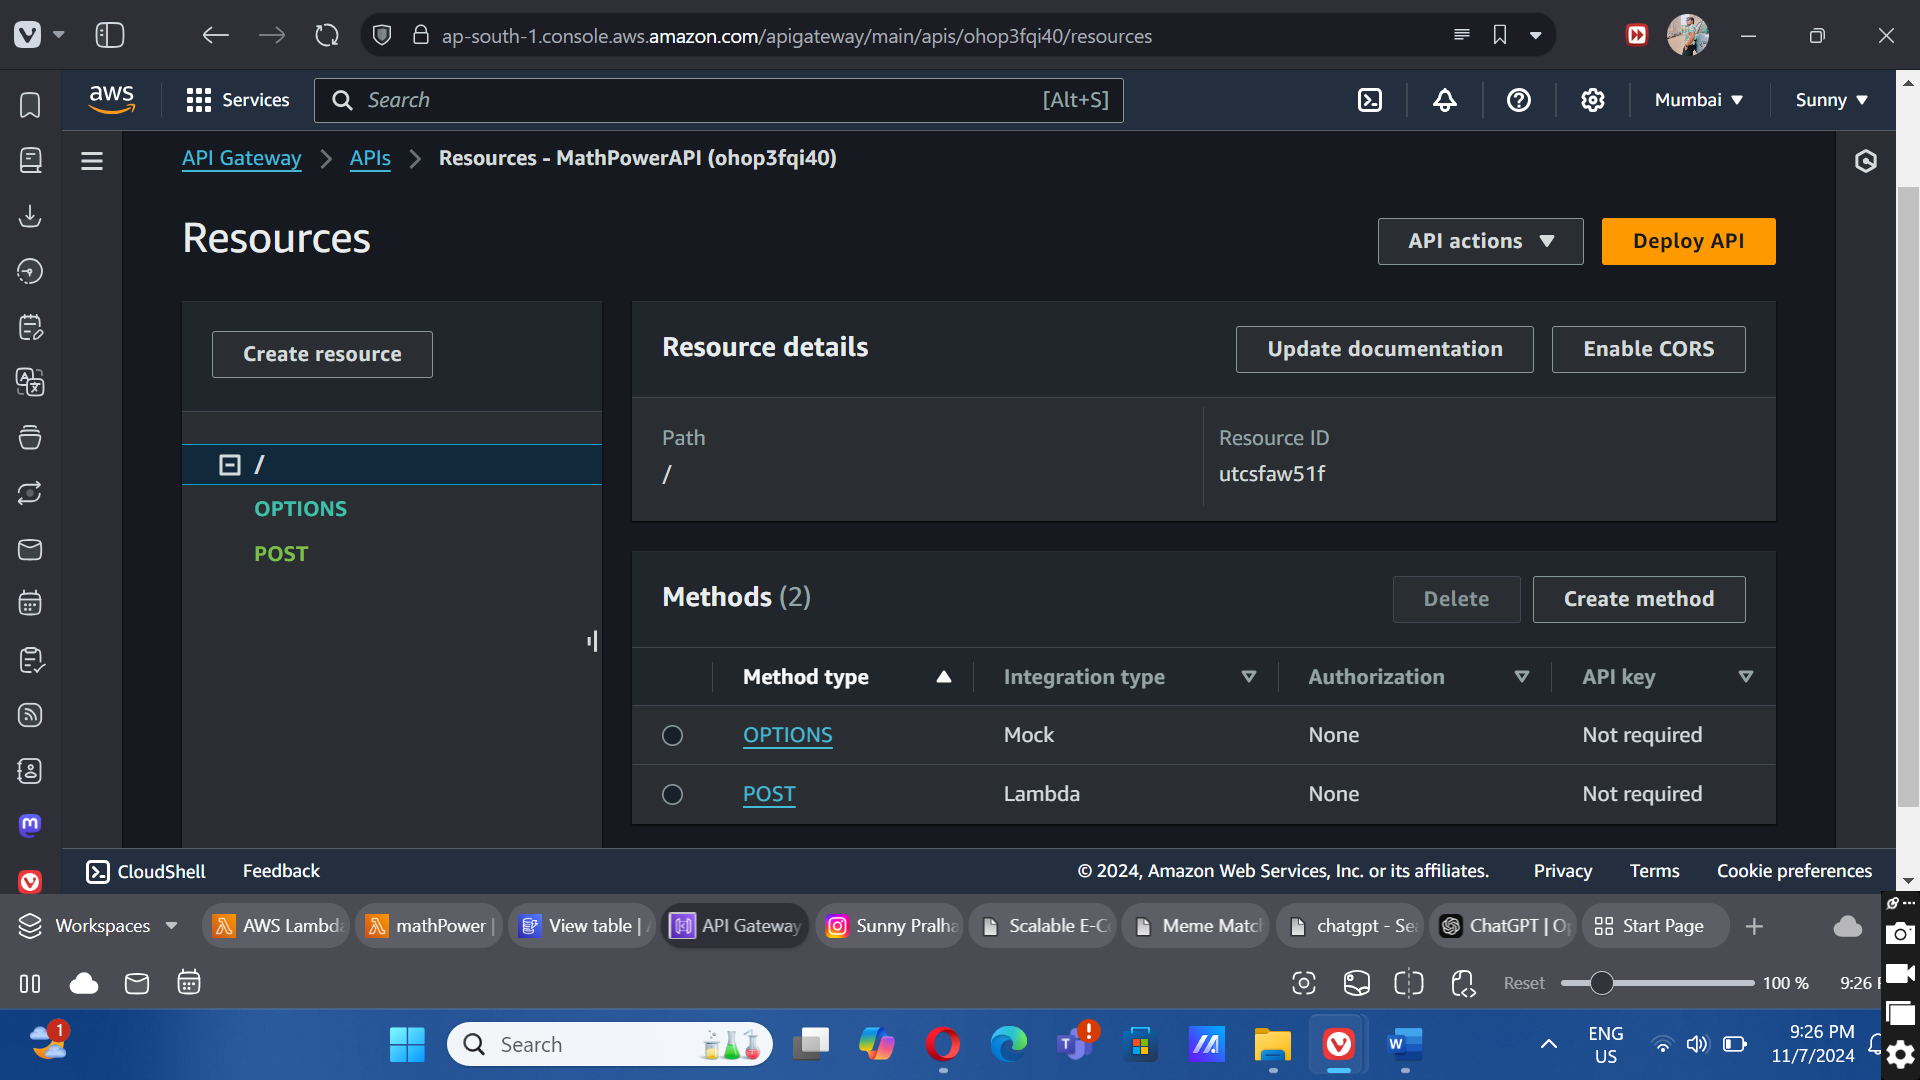 ap-south-1.console.aws.amazon.com/apigateway/main/apis/ohop3fqi40/resources
aws
Services
Search
[Alt+S]
Mumbai
Sunny
API Gateway
APIs
Resources - MathPowerAPI (ohop3fqi40)
Resources
API actions
Deploy API
Create resource
/
OPTIONS
POST
Resource details
Update documentation
Enable CORS
Path
/
Resource ID
utcsfaw51f
Methods (2)
Delete
Create method
Method type
Integration type
Authorization
API key
OPTIONS
Mock
None
Not required
POST
Lambda
None
Not required
CloudShell
Feedback
© 2024, Amazon Web Services, Inc. or its affiliates.
Privacy
Terms
Cookie preferences
Workspaces
AWS Lambda
mathPower |
View table |
API Gateway
Sunny Pralha
Scalable E-C
Meme Matc
chatgpt - Se
ChatGPT | O
Start Page
Reset
100 %
9:26
1
Search
ENG
US
9:26 PM
11/7/2024